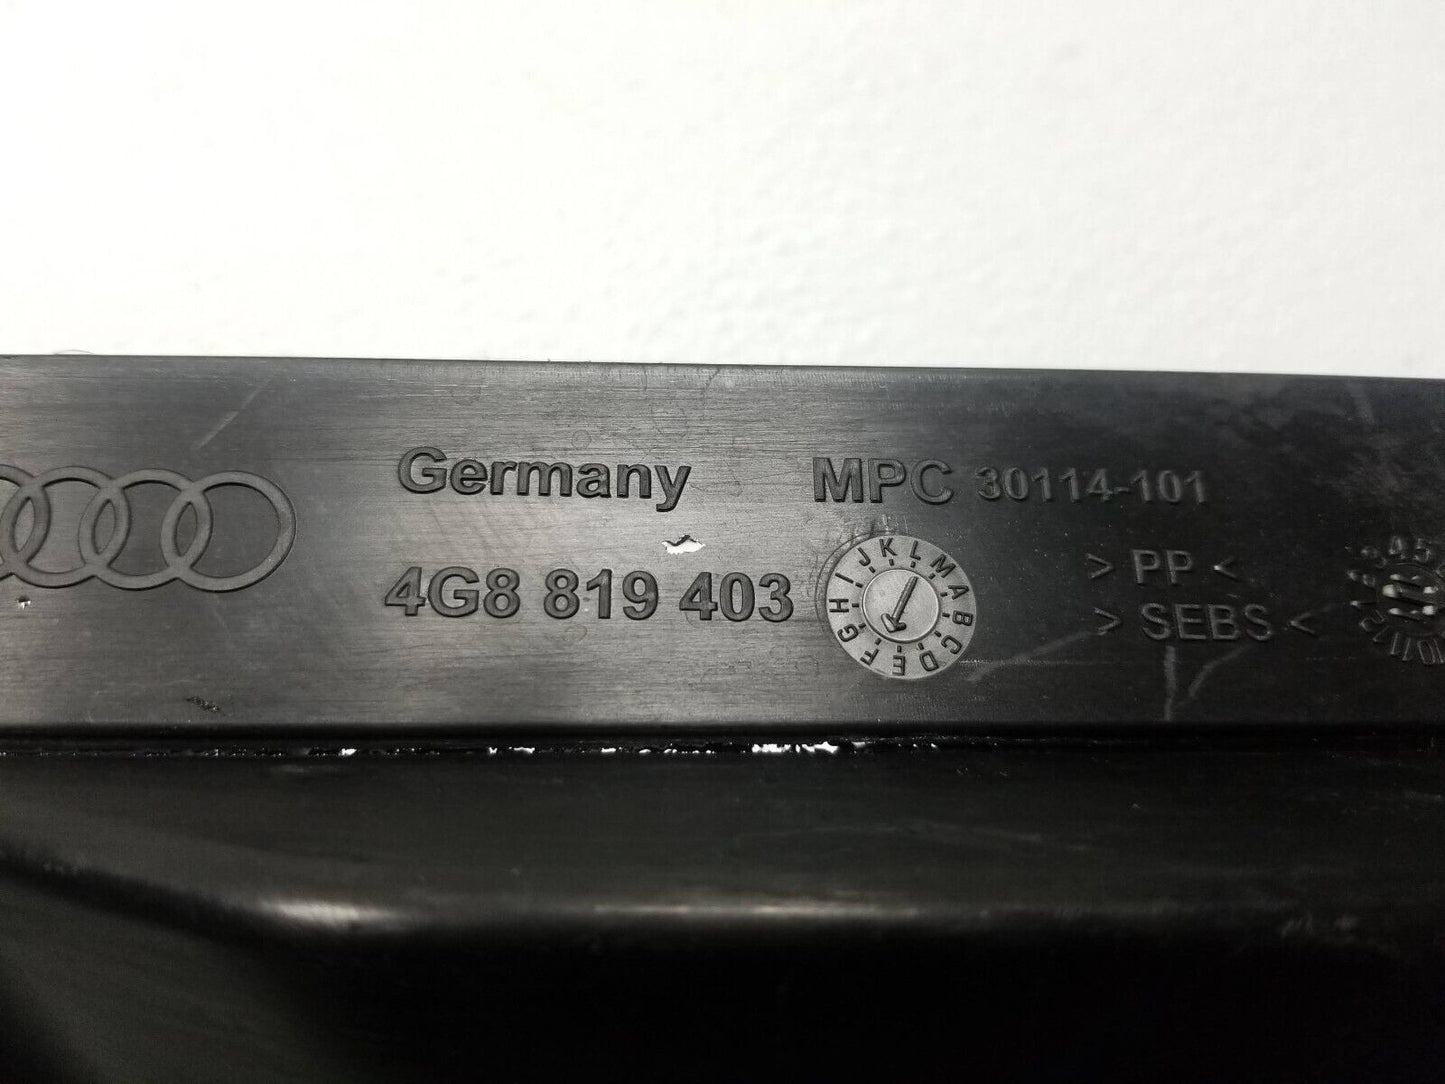 Germany
MPC 30114-101
4G8 819 403
A B C D E F G H I J K L M
> PP <
> SEBS <